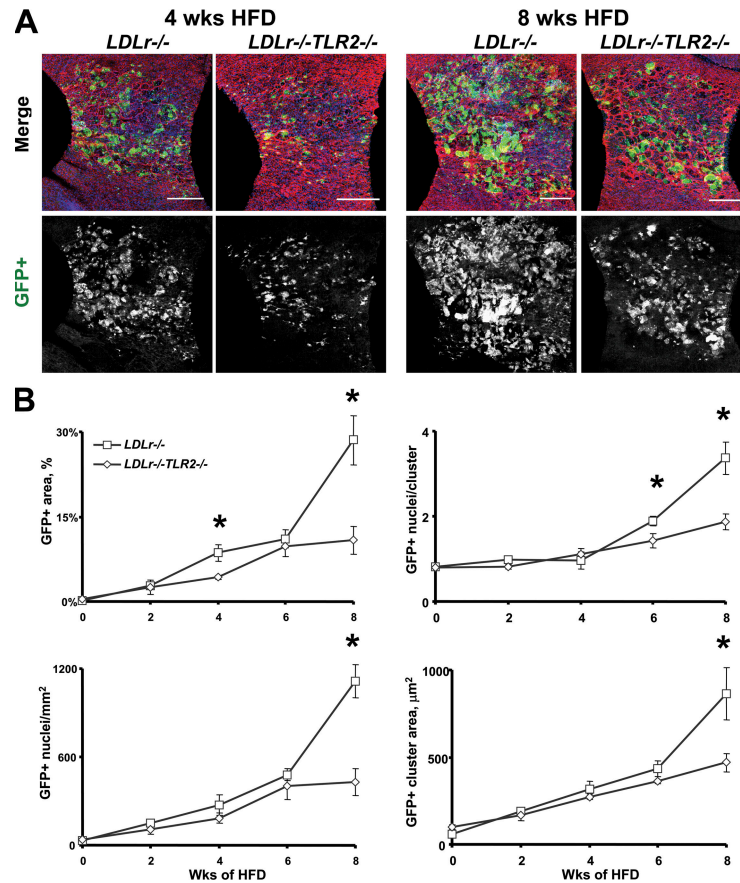 A
4 wks HFD
8 wks HFD
LDLr-/-
LDLr-/-TLR2-/-
LDLr-/-
LDLr-/-TLR2-/-
Merge
GFP+
B
*
30%
15%
0%
GFP+ area, %
LDLr-/-
LDLr-/-TLR2-/-
*
0 2 4 6 8
*
*
4
2
0
GFP+ nuclei/cluster
0 2 4 6 8
*
1200
600
0
GFP+ nuclei/mm²
0 2 4 6 8
Wks of HFD
*
1000
500
0
GFP+ cluster area, µm²
0 2 4 6 8
Wks of HFD